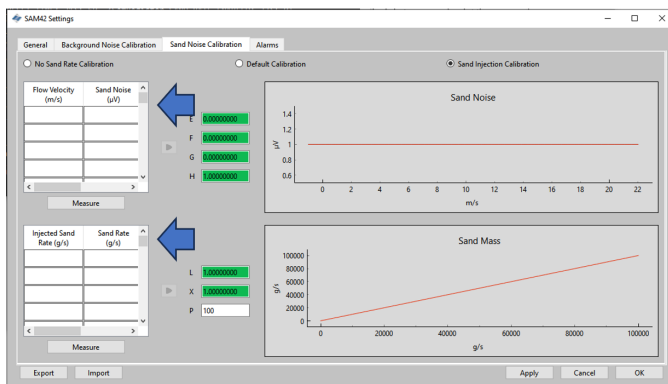 SAM42 Settings
General Background Noise Calibration Sand Noise Calibration Alarms
No Sand Rate Calibration Default Calibration Sand Injection Calibration
Flow Velocity (m/s) Sand Noise (µV)
E 0.00000000
F 0.00000000
G 0.00000000
H 1.00000000
Measure
Sand Noise
1.4
1.2
1
0.8
0.6
µV
0 2 4 6 8 10 12 14 16 18 20 22
m/s
Injected Sand Rate (g/s) Sand Rate (g/s)
L 1.00000000
X 1.00000000
P 100
Measure
Sand Mass
100000
80000
60000
40000
20000
0
g/s
0 20000 40000 60000 80000 100000
g/s
Export Import Apply Cancel OK